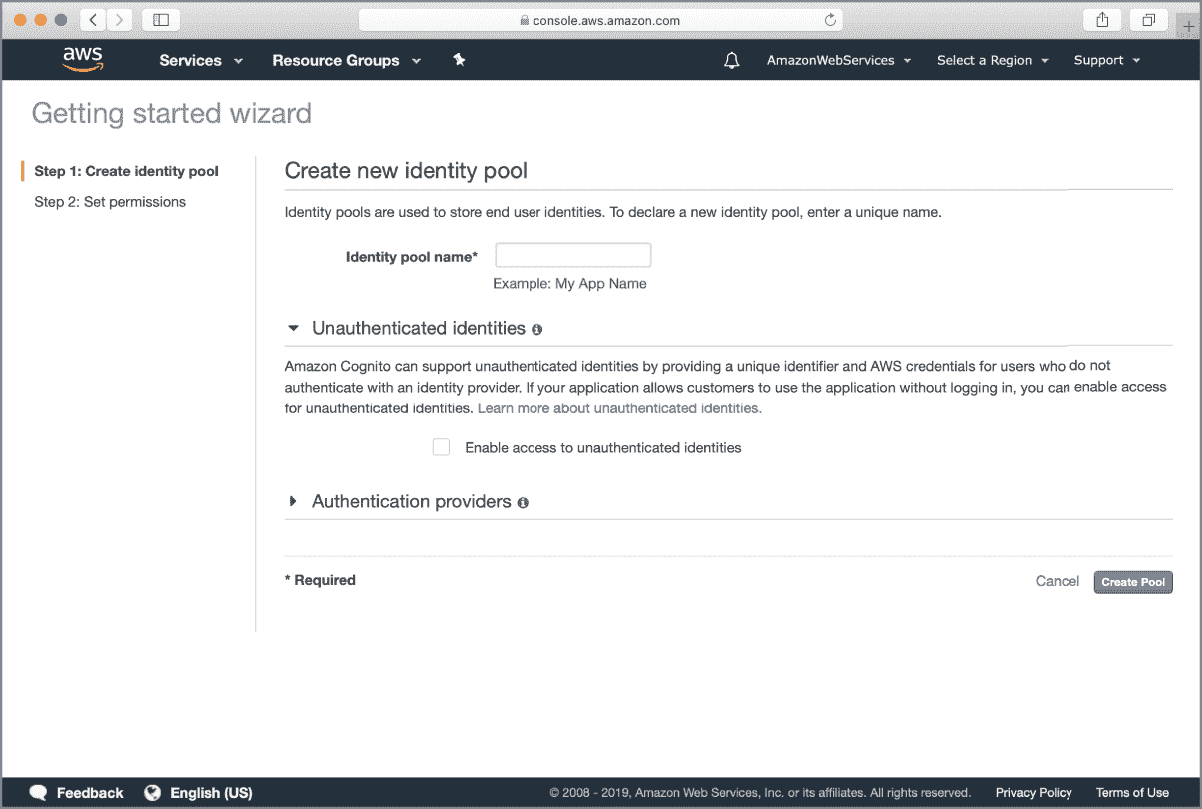 console.aws.amazon.com
aws Services Resource Groups AmazonWebServices Select a Region Support
Getting started wizard
Step 1: Create identity pool
Step 2: Set permissions
Create new identity pool
Identity pools are used to store end user identities. To declare a new identity pool, enter a unique name.
Identity pool name*
Example: My App Name
Unauthenticated identities
Amazon Cognito can support unauthenticated identities by providing a unique identifier and AWS credentials for users who do not
authenticate with an identity provider. If your application allows customers to use the application without logging in, you can enable access
for unauthenticated identities. Learn more about unauthenticated identities.
Enable access to unauthenticated identities
Authentication providers
* Required Cancel Create Pool
Feedback English (US) © 2008 - 2019, Amazon Web Services, Inc. or its affiliates. All rights reserved. Privacy Policy Terms of Use